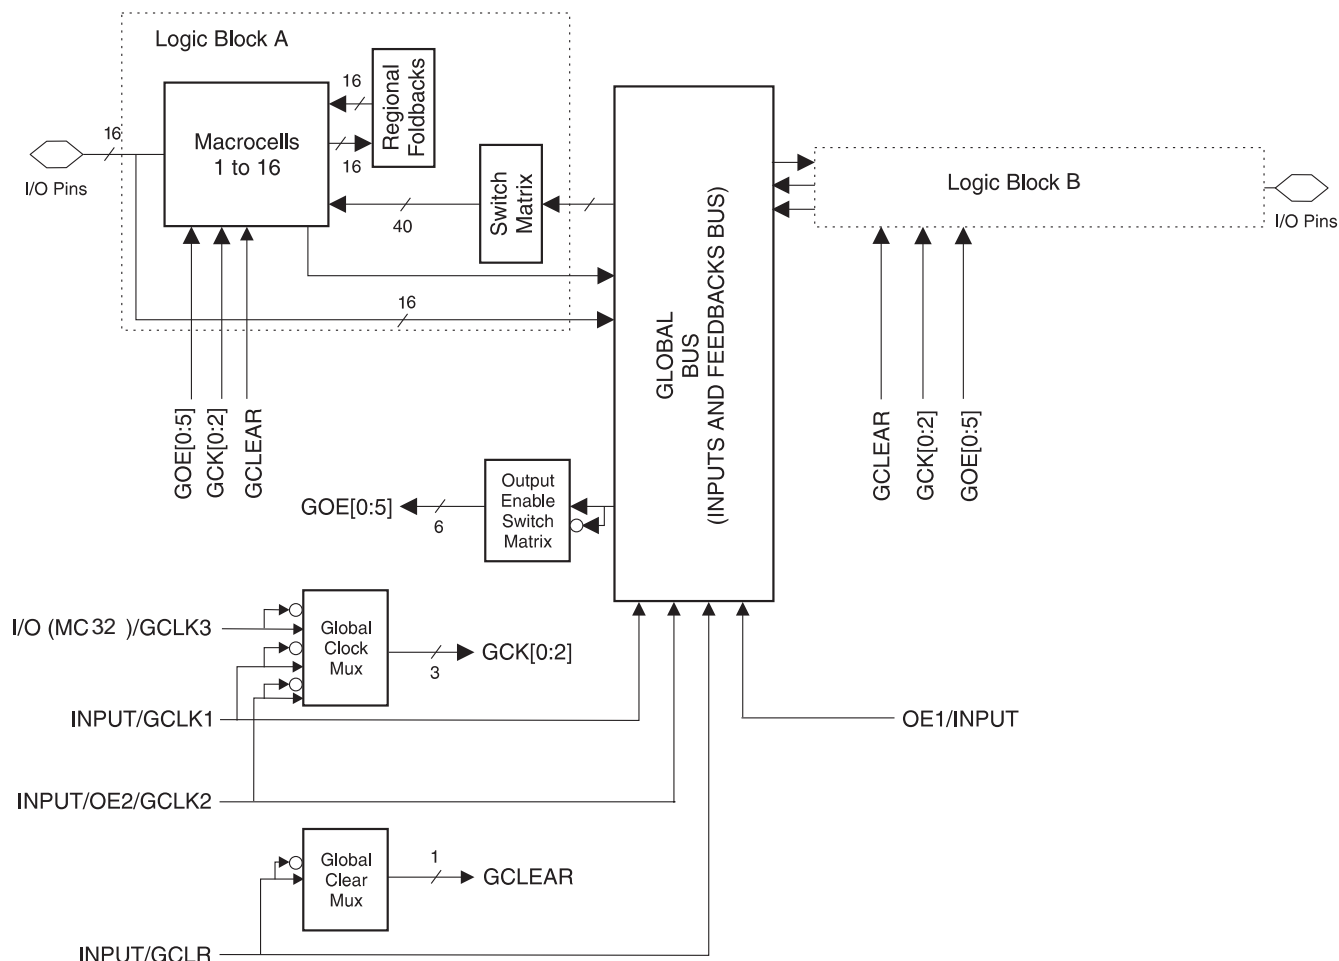 Logic Block A
16
Regional
Foldbacks
16
Macrocells
1 to 16
16
I/O Pins
40
Switch
Matrix
16
GOE[0:5]
GCK[0:2]
GCLEAR
GLOBAL
BUS
(INPUTS AND FEEDBACKS BUS)
Logic Block B
I/O Pins
GCLEAR
GCK[0:2]
GOE[0:5]
GOE[0:5]
6
Output
Enable
Switch
Matrix
I/O (MC32 )/GCLK3
Global
Clock
Mux
3
GCK[0:2]
INPUT/GCLK1
OE1/INPUT
INPUT/OE2/GCLK2
Global
Clear
Mux
1
GCLEAR
INPUT/GCLR